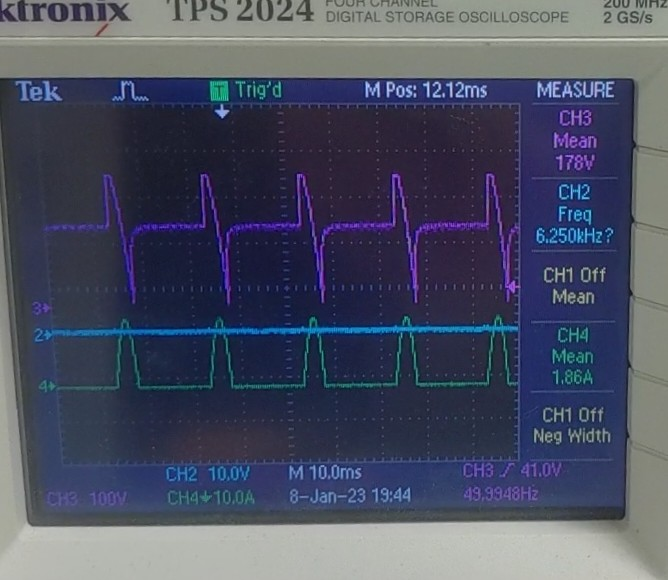 ktronix TPS 2024 FOUR CHANNEL DIGITAL STORAGE OSCILLOSCOPE 200 MHz 2 GS/s
Tek T Trig'd M Pos: 12.12ms MEASURE
CH3
Mean
178V
CH2
Freq
6.250kHz?
CH1 Off
Mean
CH4
Mean
1.86A
CH1 Off
Neg Width
3
2
4
CH2 10.0V M 10.0ms CH3 / 41.0V
CH3 100V CH4 10.0A 8-Jan-23 19:44 49.9948Hz